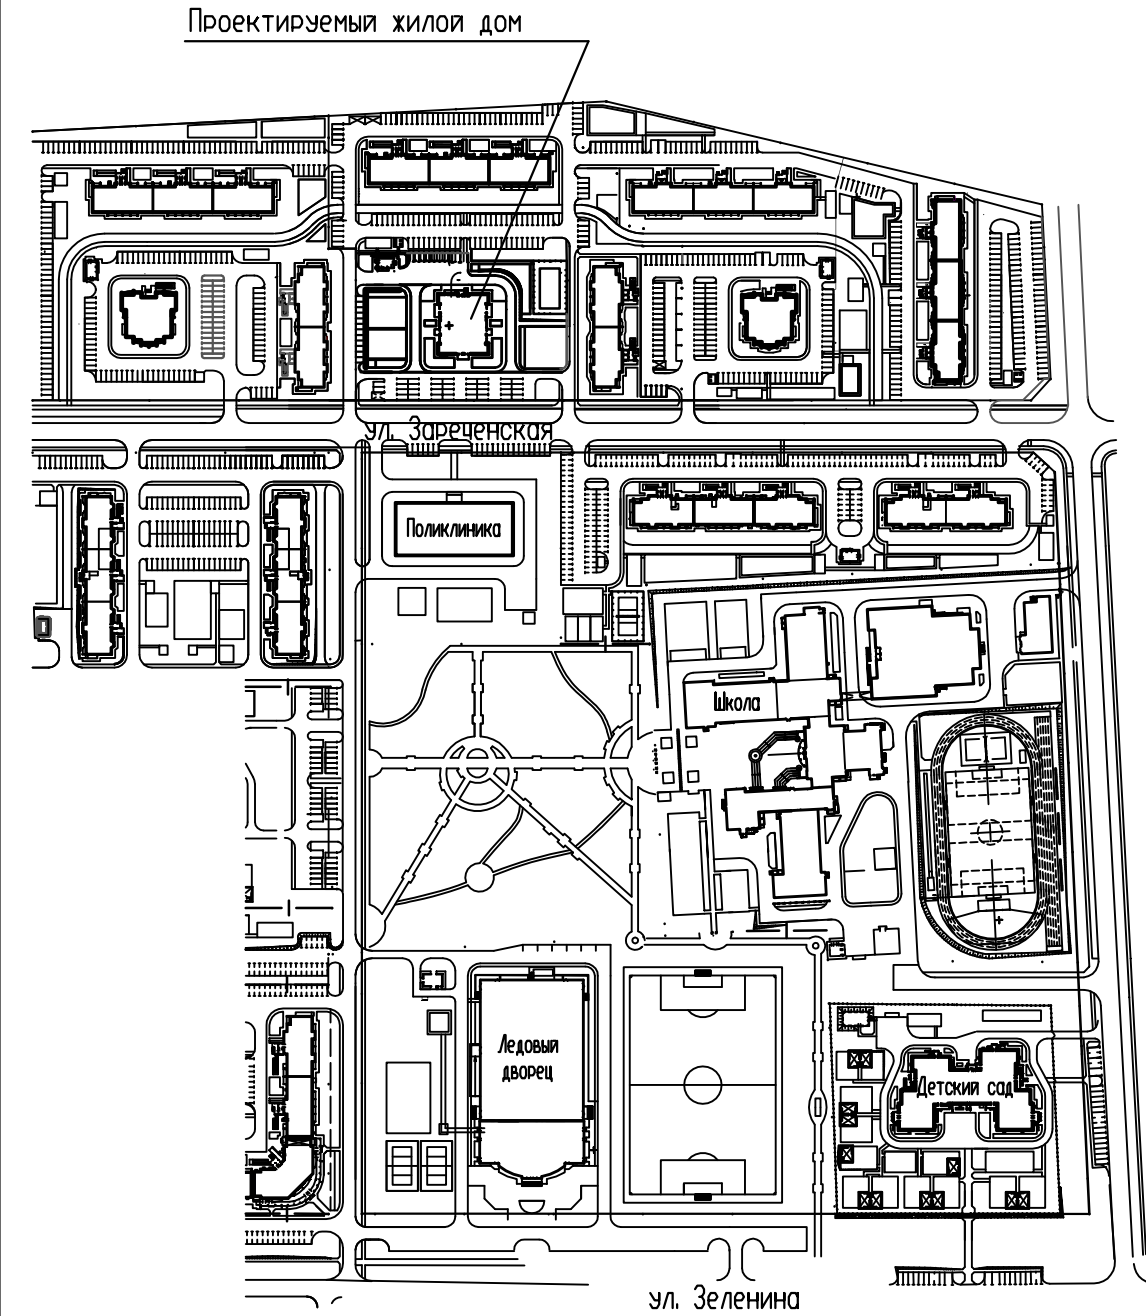 Проектируемый жилой дом
ул. Зареченская
Поликлиника
Школа
Ледовый
дворец
Детский сад
ул. Зеленина